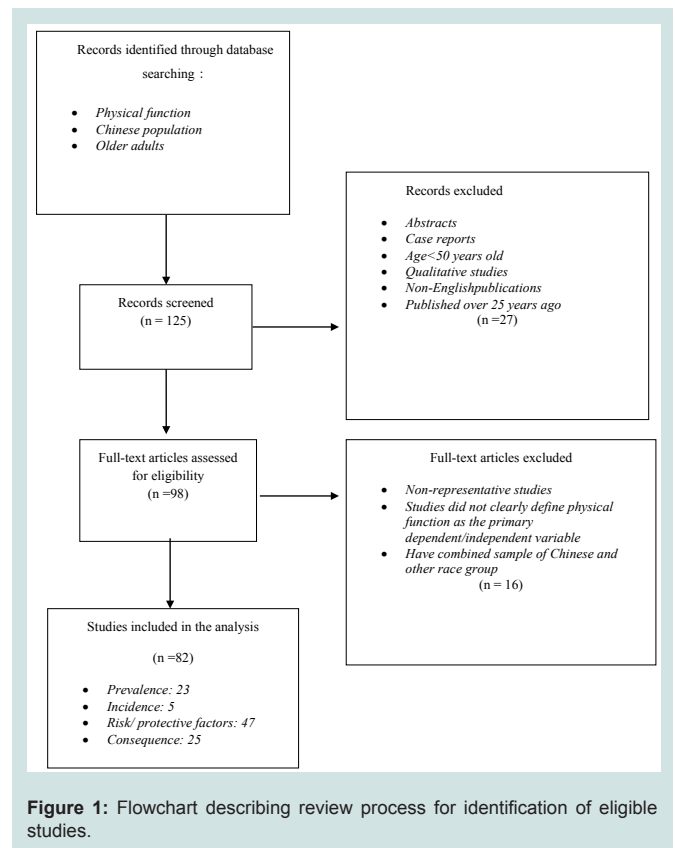 Records identified through database
searching :
• Physical function
• Chinese population
• Older adults
Records excluded
• Abstracts
• Case reports
• Age<50 years old
• Qualitative studies
• Non-Englishpublications
• Published over 25 years ago
(n =27)
Records screened
(n = 125)
Full-text articles assessed
for eligibility
(n =98)
Full-text articles excluded
• Non-representative studies
• Studies did not clearly define physical
function as the primary
dependent/independent variable
• Have combined sample of Chinese and
other race group
(n = 16)
Studies included in the analysis
(n =82)
• Prevalence: 23
• Incidence: 5
• Risk/ protective factors: 47
• Consequence: 25
Figure 1: Flowchart describing review process for identification of eligible
studies.